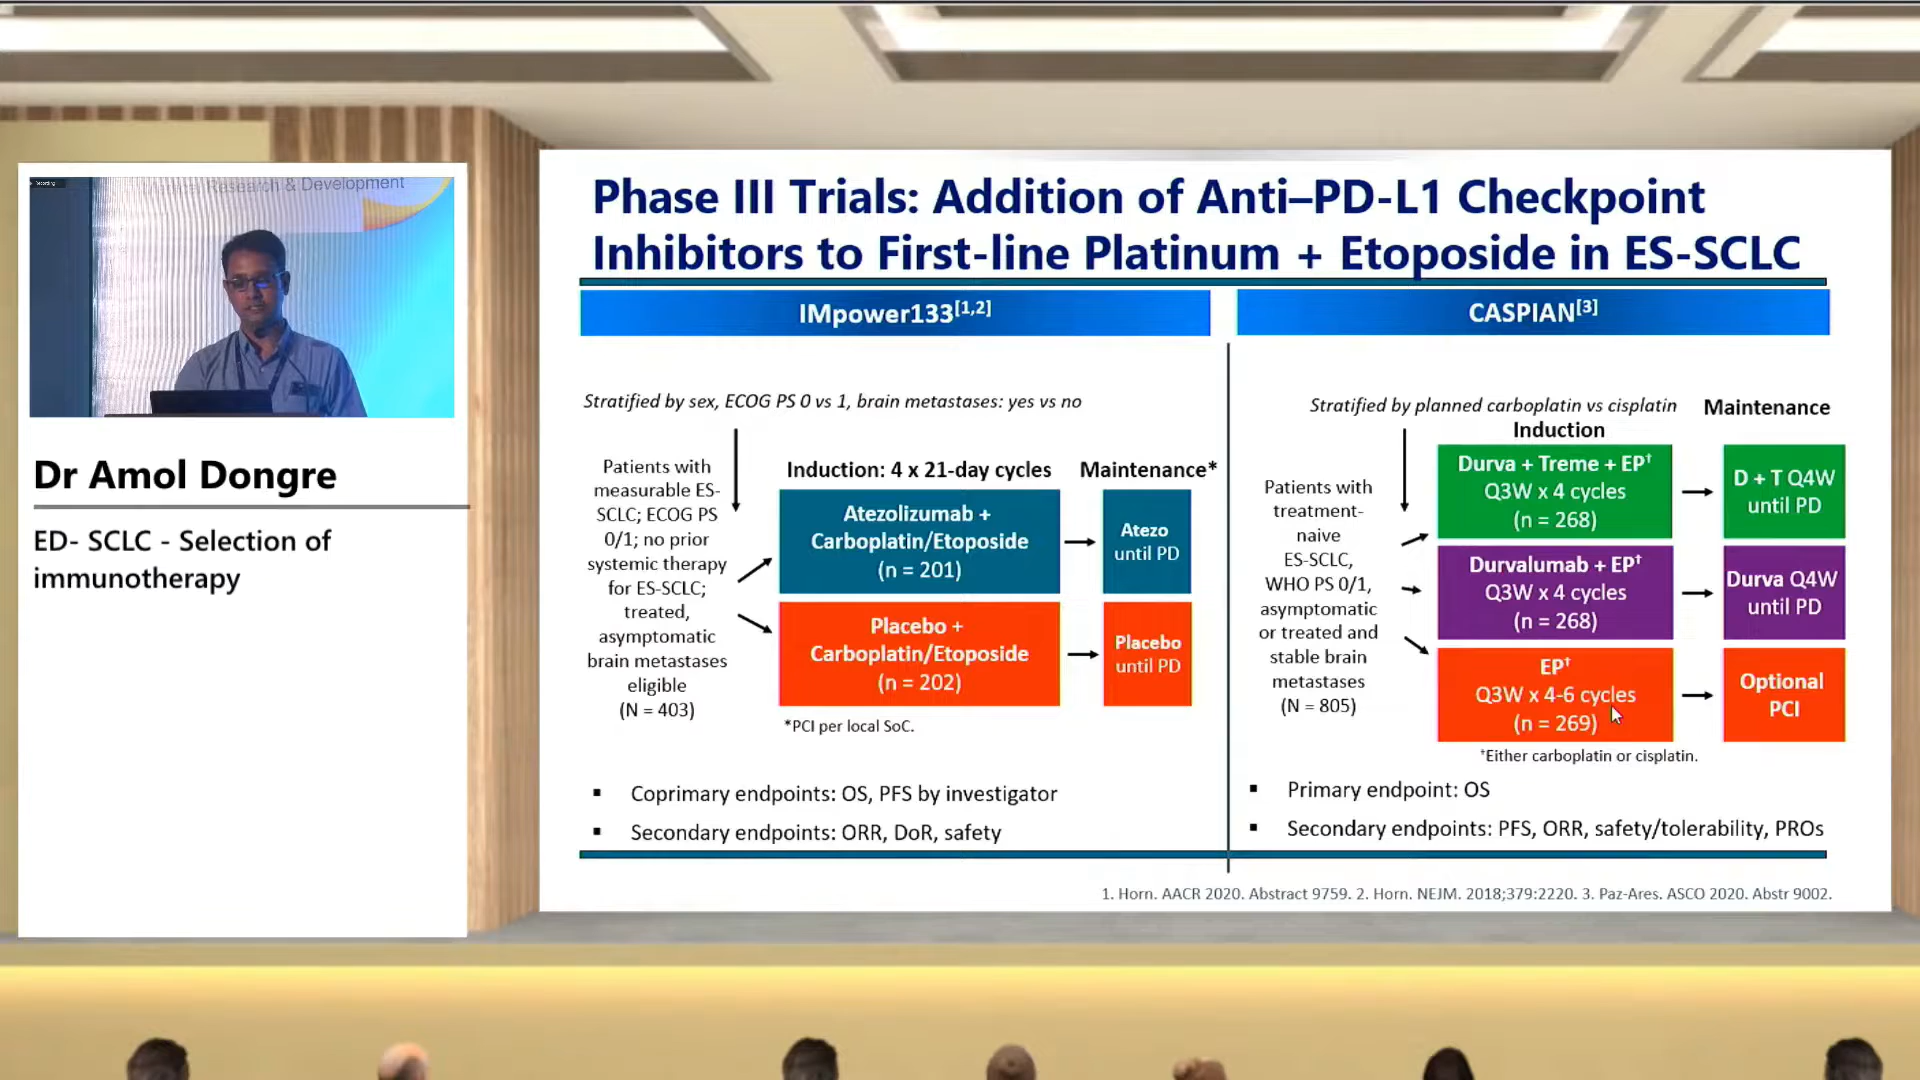 Recording
Research & Development
Dr Amol Dongre
ED- SCLC - Selection of
immunotherapy
Phase III Trials: Addition of Anti–PD-L1 Checkpoint
Inhibitors to First-line Platinum + Etoposide in ES-SCLC
IMpower133[1,2]
Stratified by sex, ECOG PS 0 vs 1, brain metastases: yes vs no
Patients with
measurable ES-
SCLC; ECOG PS
0/1; no prior
systemic therapy
for ES-SCLC;
treated,
asymptomatic
brain metastases
eligible
(N = 403)
Induction: 4 x 21-day cycles
Maintenance*
Atezolizumab +
Carboplatin/Etoposide
(n = 201)
Atezo
until PD
Placebo +
Carboplatin/Etoposide
(n = 202)
Placebo
until PD
*PCI per local SoC.
▪ Coprimary endpoints: OS, PFS by investigator
▪ Secondary endpoints: ORR, DoR, safety
CASPIAN[3]
Stratified by planned carboplatin vs cisplatin
Induction
Maintenance
Patients with
treatment-
naive
ES-SCLC,
WHO PS 0/1,
asymptomatic
or treated and
stable brain
metastases
(N = 805)
Durva + Treme + EP†
Q3W x 4 cycles
(n = 268)
D + T Q4W
until PD
Durvalumab + EP†
Q3W x 4 cycles
(n = 268)
Durva Q4W
until PD
EP†
Q3W x 4-6 cycles
(n = 269)
Optional
PCI
†Either carboplatin or cisplatin.
▪ Primary endpoint: OS
▪ Secondary endpoints: PFS, ORR, safety/tolerability, PROs
1. Horn. AACR 2020. Abstract 9759. 2. Horn. NEJM. 2018;379:2220. 3. Paz-Ares. ASCO 2020. Abstr 9002.